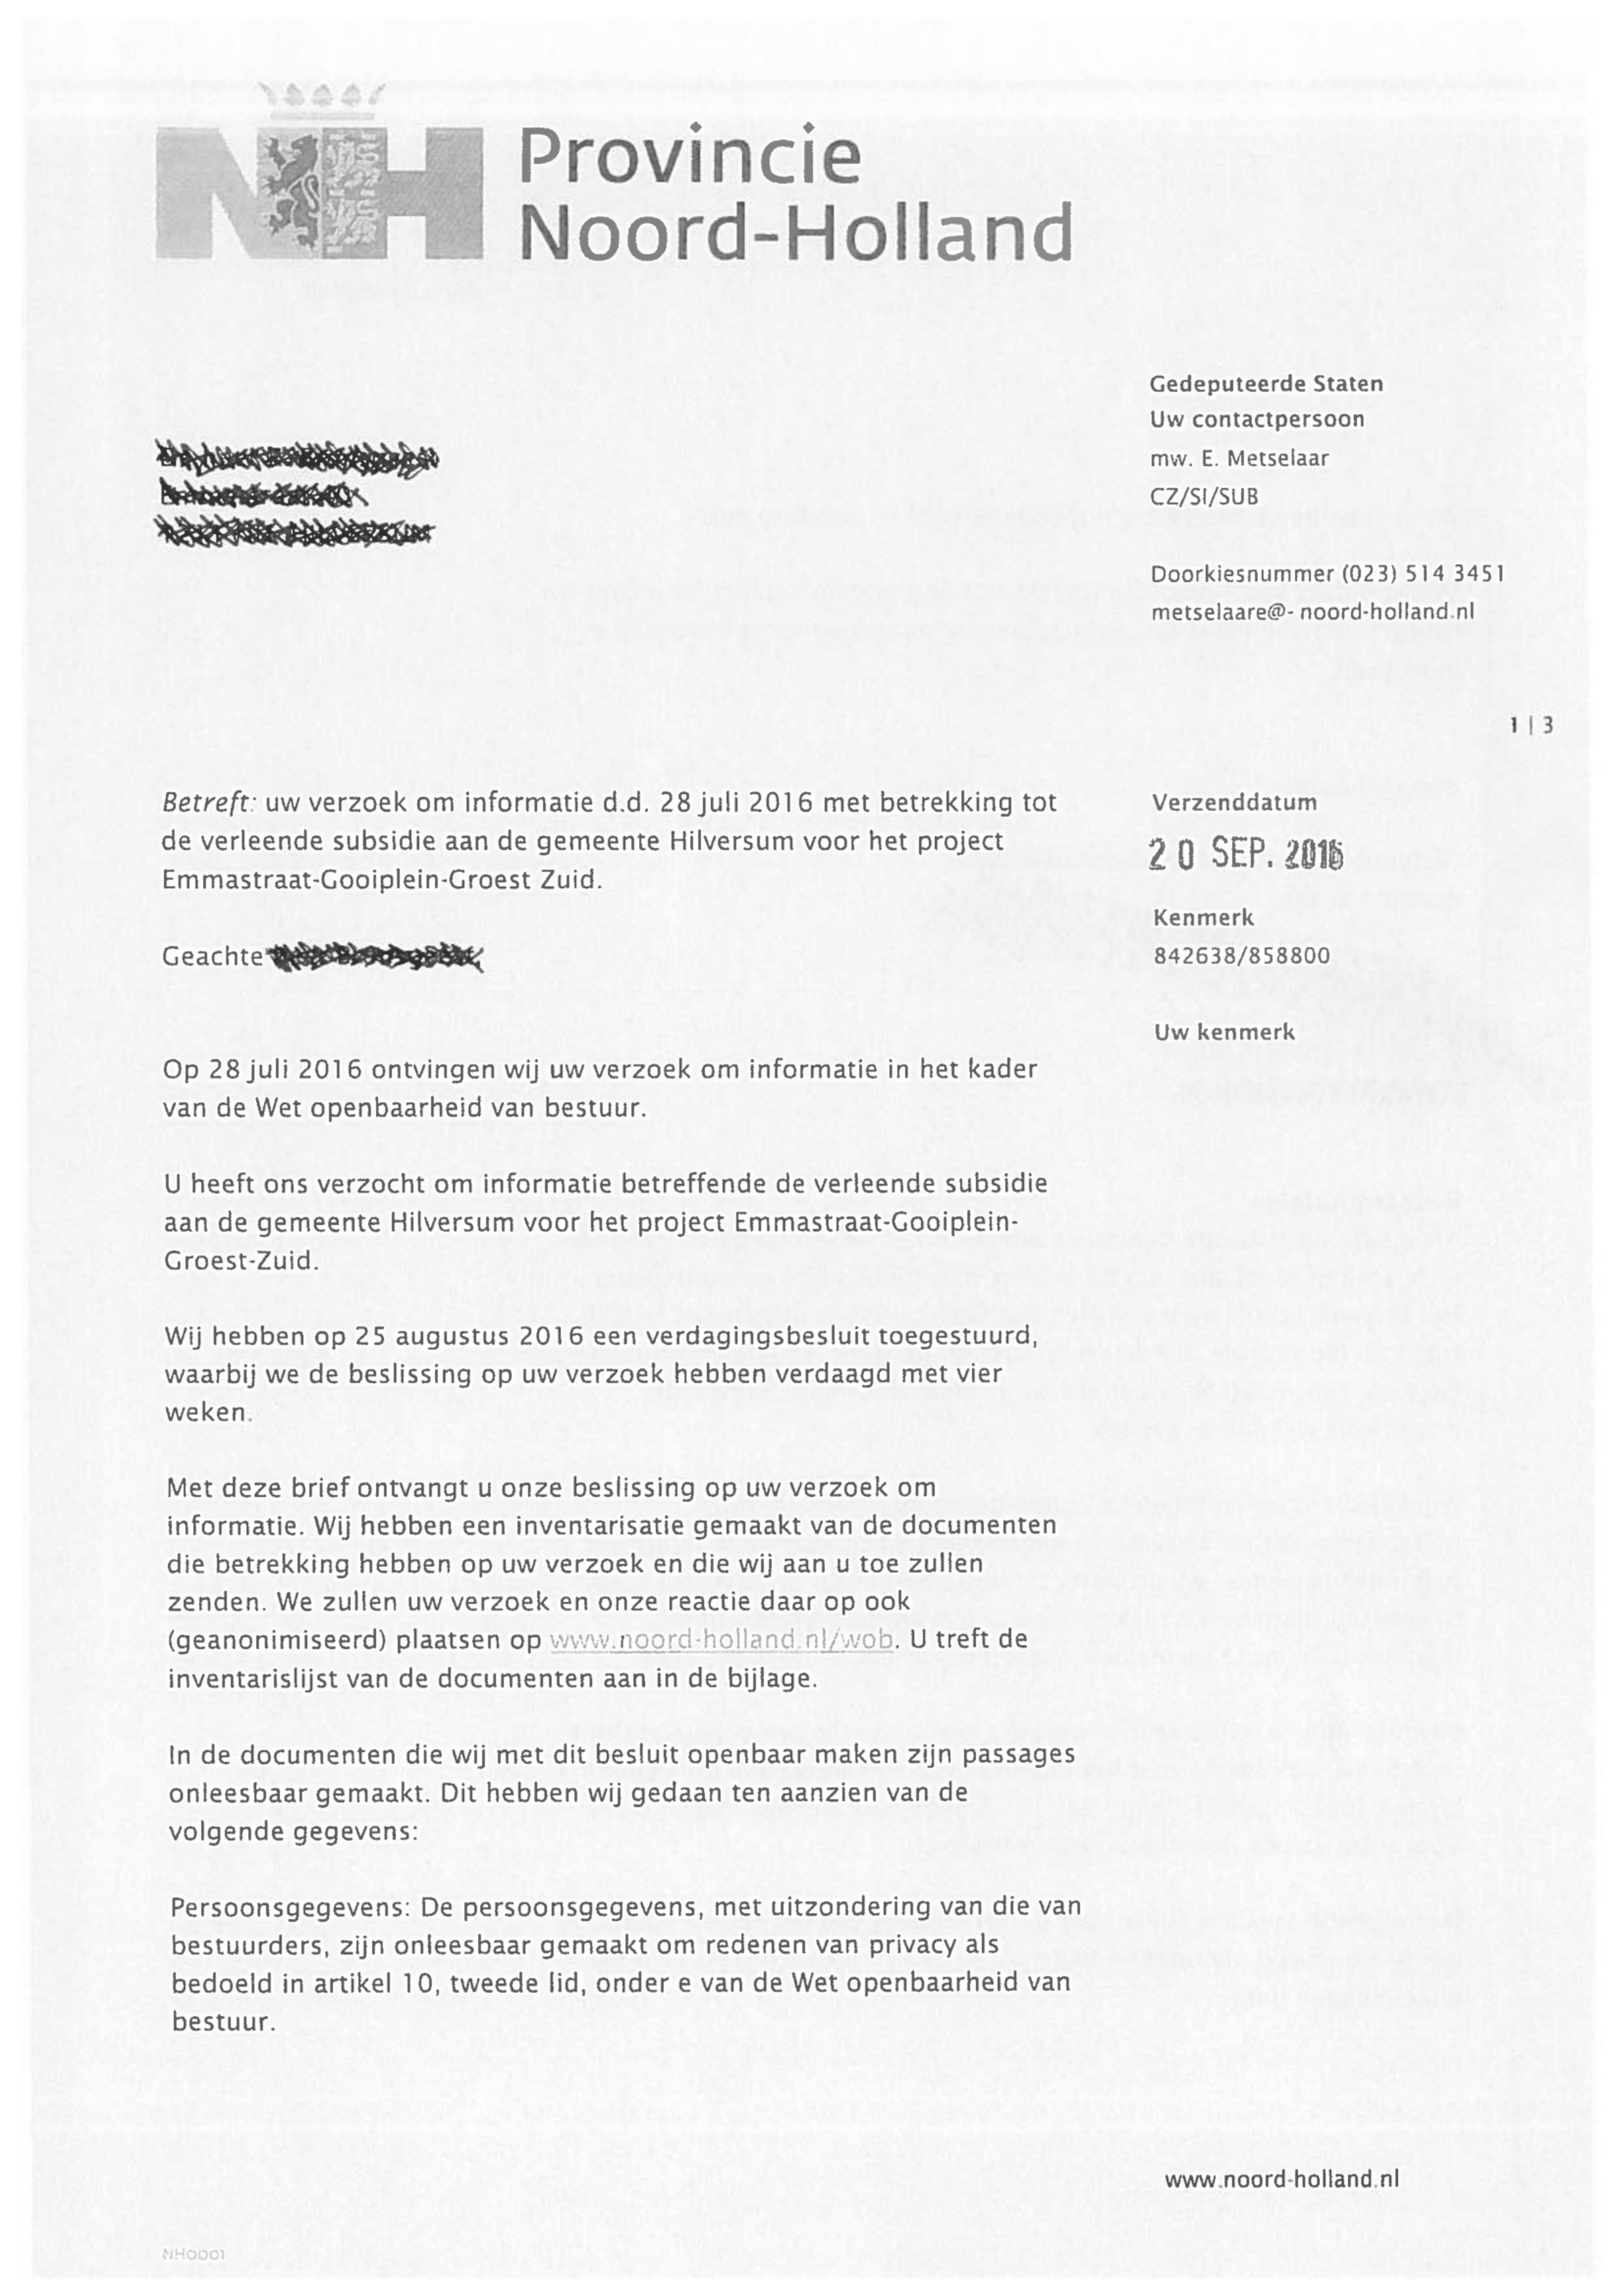 Provincie
Noord-Holland
Gedeputeerde Staten
Uw contactpersoon
mw. E. Metselaar
CZ/SI/SUB
Doorkiesnummer (023) 514 3451
metselaare@- noord-holland.nl
1 | 3
Betreft: uw verzoek om informatie d.d. 28 juli 2016 met betrekking tot
de verleende subsidie aan de gemeente Hilversum voor het project
Emmastraat-Gooiplein-Groest Zuid.
Verzenddatum
20 SEP. 2016
Kenmerk
842638/858800
Uw kenmerk
Geachte
Op 28 juli 2016 ontvingen wij uw verzoek om informatie in het kader
van de Wet openbaarheid van bestuur.
U heeft ons verzocht om informatie betreffende de verleende subsidie
aan de gemeente Hilversum voor het project Emmastraat-Gooiplein-
Groest-Zuid.
Wij hebben op 25 augustus 2016 een verdagingsbesluit toegestuurd,
waarbij we de beslissing op uw verzoek hebben verdaagd met vier
weken.
Met deze brief ontvangt u onze beslissing op uw verzoek om
informatie. Wij hebben een inventarisatie gemaakt van de documenten
die betrekking hebben op uw verzoek en die wij aan u toe zullen
zenden. We zullen uw verzoek en onze reactie daar op ook
(geanonimiseerd) plaatsen op www.noord-holland.nl/wob. U treft de
inventarislijst van de documenten aan in de bijlage.
In de documenten die wij met dit besluit openbaar maken zijn passages
onleesbaar gemaakt. Dit hebben wij gedaan ten aanzien van de
volgende gegevens:
Persoonsgegevens: De persoonsgegevens, met uitzondering van die van
bestuurders, zijn onleesbaar gemaakt om redenen van privacy als
bedoeld in artikel 10, tweede lid, onder e van de Wet openbaarheid van
bestuur.
www.noord-holland.nl
NH0001